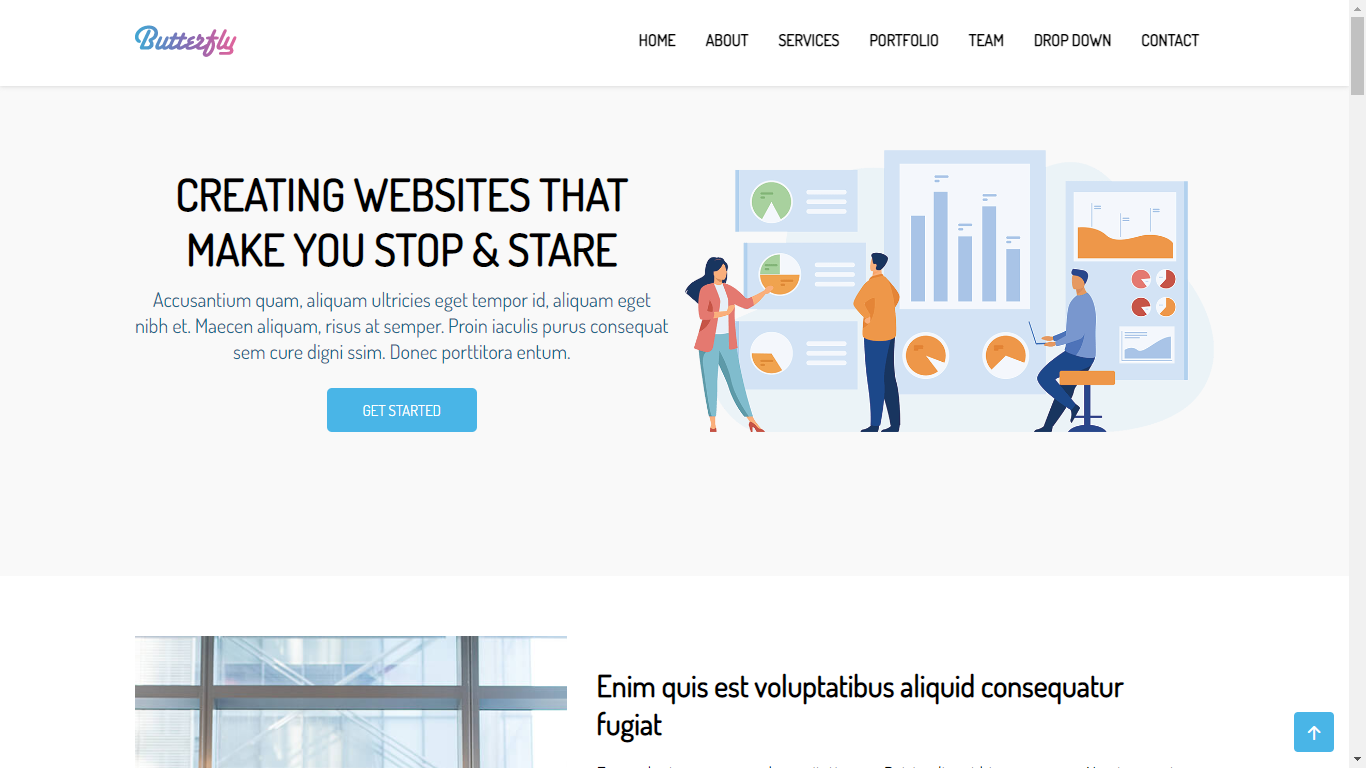 Butterfly
HOME ABOUT SERVICES PORTFOLIO TEAM DROP DOWN CONTACT
CREATING WEBSITES THAT
MAKE YOU STOP & STARE
Accusantium quam, aliquam ultricies eget tempor id, aliquam eget
nibh et. Maecen aliquam, risus at semper. Proin iaculis purus consequat
sem cure digni ssim. Donec porttitora entum.
GET STARTED
Enim quis est voluptatibus aliquid consequatur
fugiat